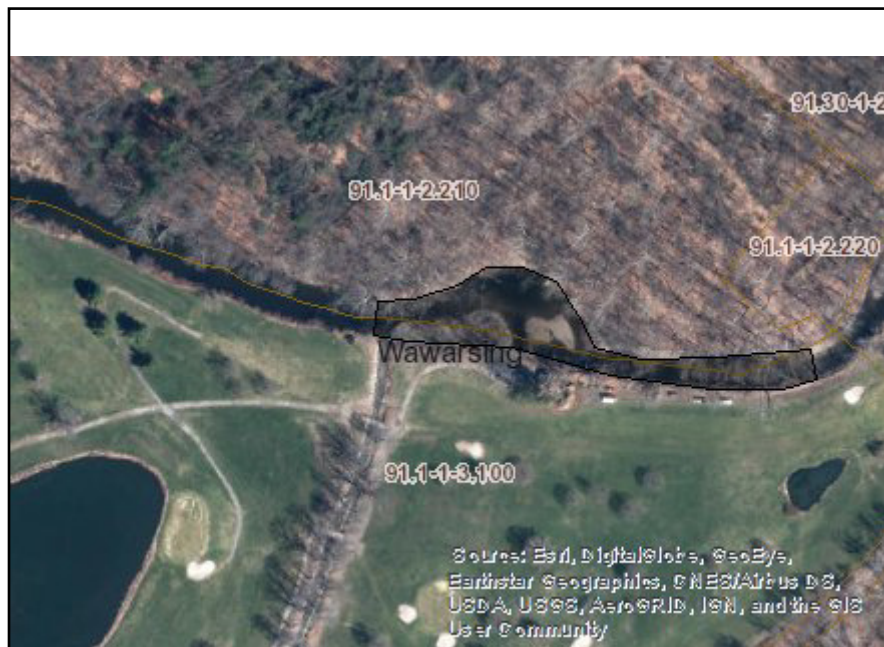 91.30-1-2
91.1-1-2.210
91.1-1-2.220
Wawarsing
91.1-1-3.100
Source: Esri, DigitalGlobe, GeoEye,
Earthstar Geographics, CNES/Airbus DS,
USDA, USGS, AeroGRID, IGN, and the GIS
User Community